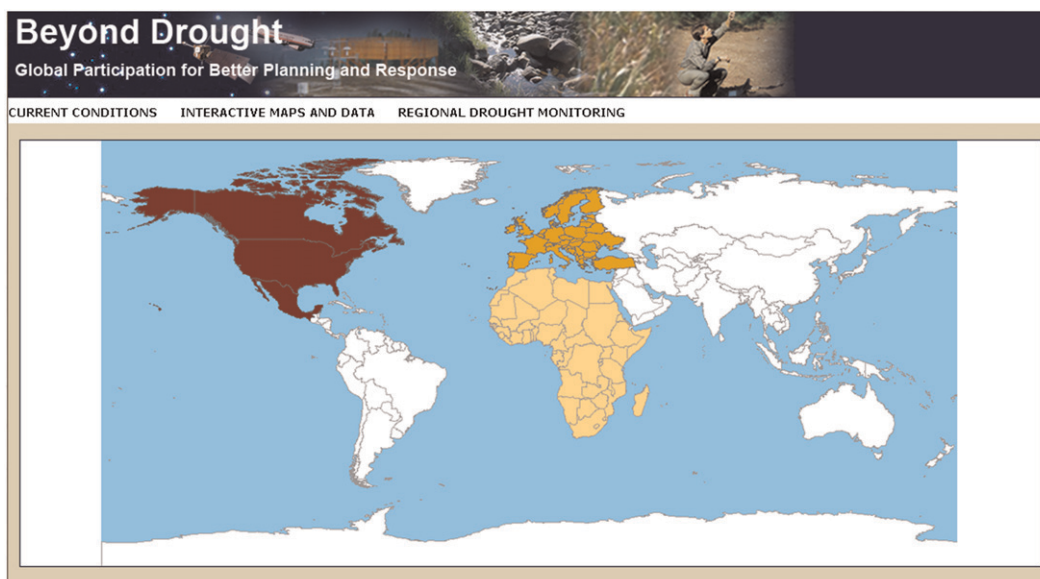 Beyond Drought
Global Participation for Better Planning and Response
CURRENT CONDITIONS INTERACTIVE MAPS AND DATA REGIONAL DROUGHT MONITORING